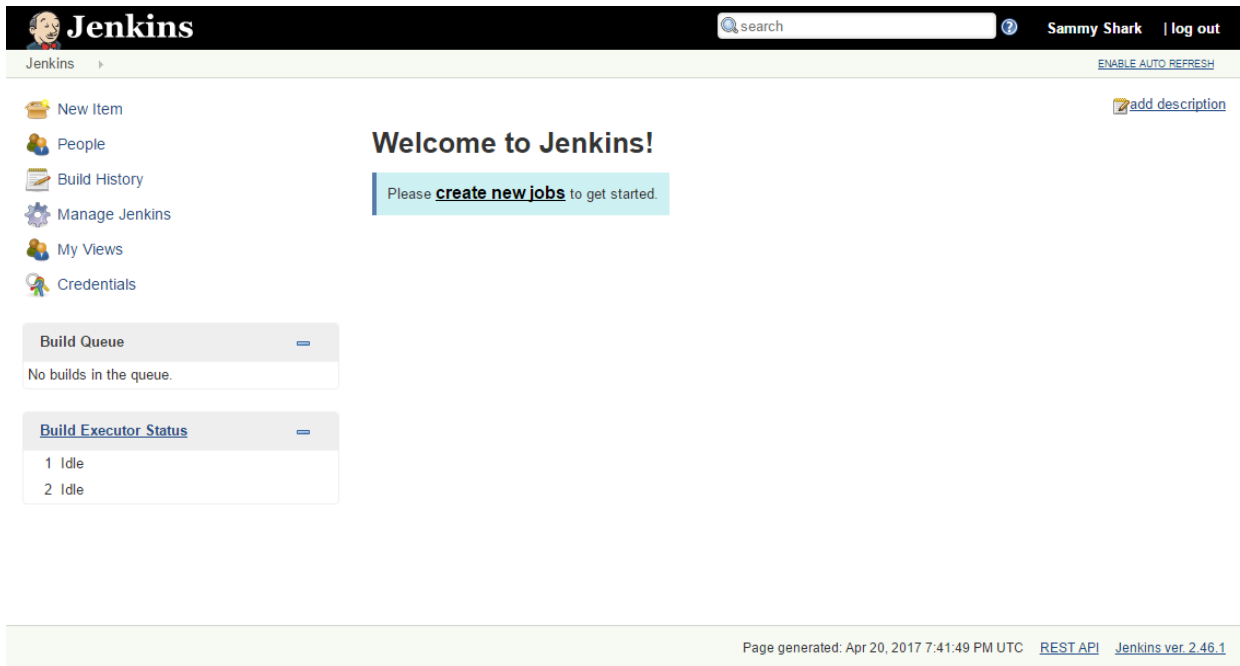 Jenkins
search
Sammy Shark | log out
Jenkins
ENABLE AUTO REFRESH
New Item
People
Build History
Manage Jenkins
My Views
Credentials
Build Queue
No builds in the queue.
Build Executor Status
1 Idle
2 Idle
add description
Welcome to Jenkins!
Please create new jobs to get started.
Page generated: Apr 20, 2017 7:41:49 PM UTC REST API Jenkins ver. 2.46.1